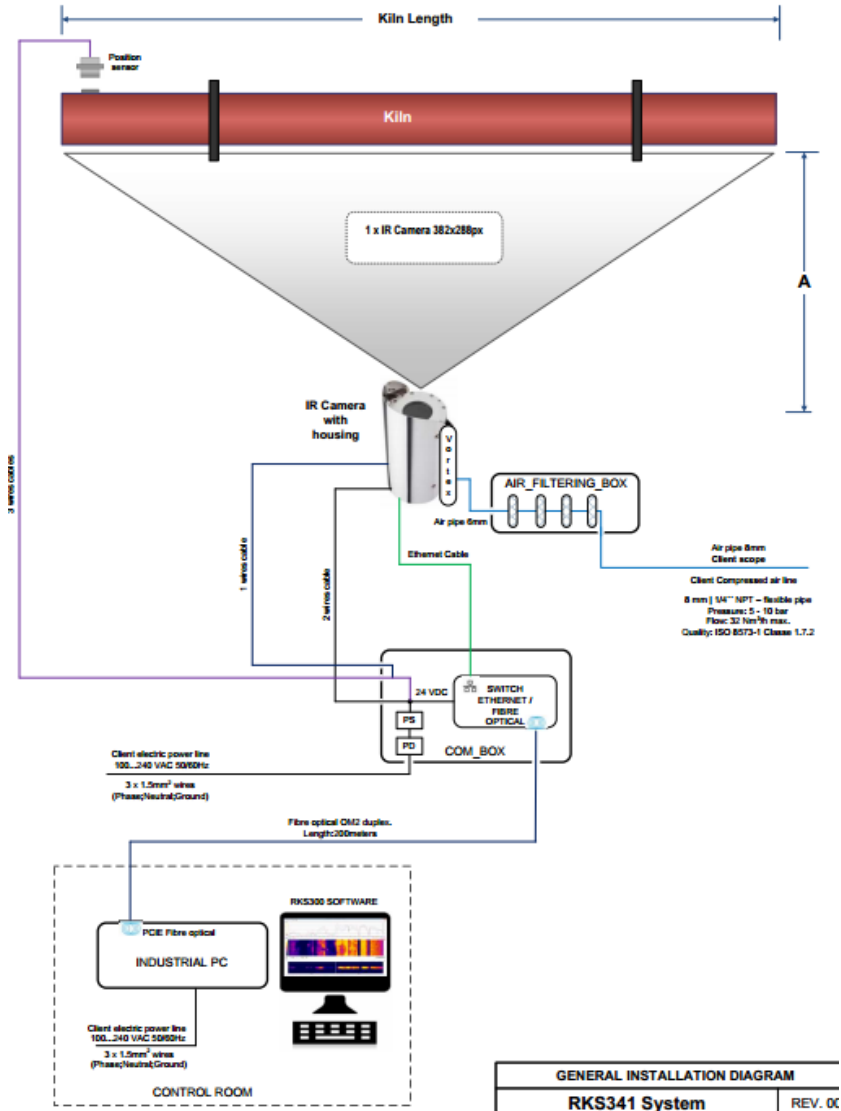 Kiln Length
Position
sensor
Kiln
1 x IR Camera 382x288px
A
IR Camera
with
housing
Vortex
AIR_FILTERING_BOX
Air pipe 6mm
3 wires cables
Ethernet Cable
Air pipe 8mm
Client scope
Client Compressed air line
8 mm | 1/4'''' NPT – flexible pipe
Pressure: 5 - 10 bar
Flow: 32 Nm³/h max.
Quality: ISO 8573-1 Classe 1.7.2
1 wires cable
2 wires cable
24 VDC
SWITCH
ETHERNET /
FIBRE
OPTICAL
PS
PD
COM_BOX
Client electric power line
100...240 VAC 50/60Hz
3 x 1.5mm² wires
(Phase;Neutral;Ground)
Fibre optical OM2 duplex.
Length:200meters
RKS300 SOFTWARE
PCIE Fibre optical
INDUSTRIAL PC
Client electric power line
100...240 VAC 50/60Hz
3 x 1.5mm² wires
(Phase;Neutral;Ground)
CONTROL ROOM
GENERAL INSTALLATION DIAGRAM
RKS341 System
REV. 00